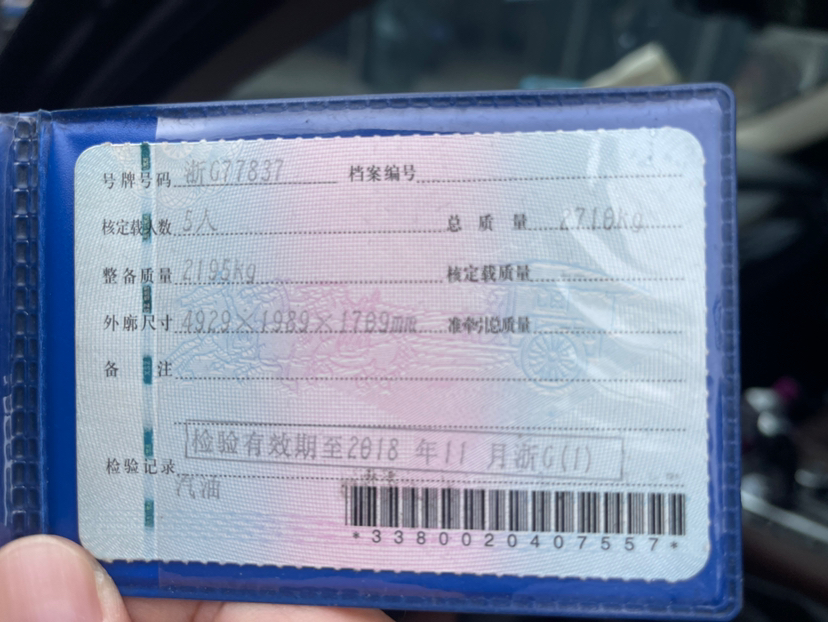 号牌号码 浙G77837 档案编号
核定载人数 5人 总质量 2710kg
整备质量 2195kg 核定载质量
外廓尺寸 4929×1989×1709mm 准牵引总质量
备注
检验有效期至2018年11月浙G(1)
检验记录
汽油
*3380020407557*